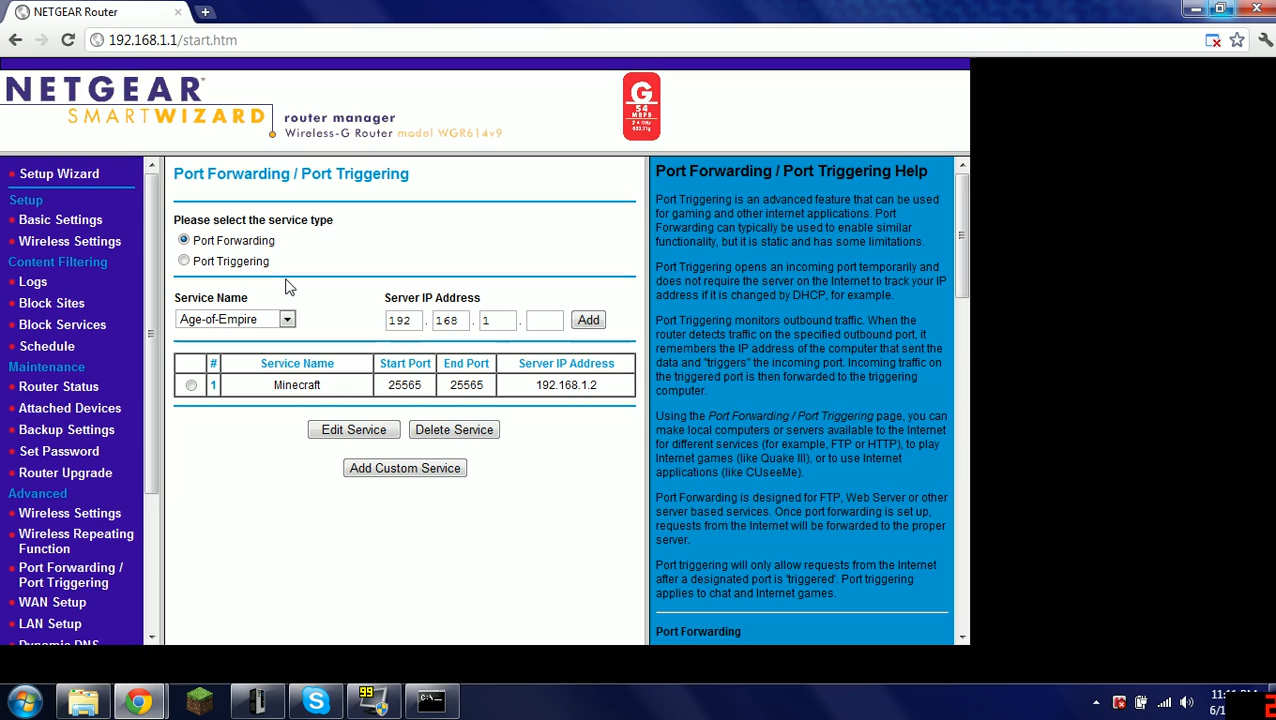 NETGEAR Router
192.168.1.1/start.htm
NETGEAR
SMARTWIZARD
router manager
Wireless-G Router model WGR614v9
G
54
MBPS
Setup Wizard
Setup
Basic Settings
Wireless Settings
Content Filtering
Logs
Block Sites
Block Services
Schedule
Maintenance
Router Status
Attached Devices
Backup Settings
Set Password
Router Upgrade
Advanced
Wireless Settings
Wireless Repeating
Function
Port Forwarding /
Port Triggering
WAN Setup
LAN Setup
Dynamic DNS
Port Forwarding / Port Triggering
Please select the service type
Port Forwarding
Port Triggering
Service Name Server IP Address
Age-of-Empire 192 . 168 . 1 . Add
# Service Name Start Port End Port Server IP Address
1 Minecraft 25565 25565 192.168.1.2
Edit Service Delete Service
Add Custom Service
Port Forwarding / Port Triggering Help
Port Triggering is an advanced feature that can be used
for gaming and other internet applications. Port
Forwarding can typically be used to enable similar
functionality, but it is static and has some limitations.
Port Triggering opens an incoming port temporarily and
does not require the server on the Internet to track your IP
address if it is changed by DHCP, for example.
Port Triggering monitors outbound traffic. When the
router detects traffic on the specified outbound port, it
remembers the IP address of the computer that sent the
data and "triggers" the incoming port. Incoming traffic on
the triggered port is then forwarded to the triggering
computer.
Using the Port Forwarding / Port Triggering page, you can
make local computers or servers available to the Internet
for different services (for example, FTP or HTTP), to play
Internet games (like Quake III), or to use Internet
applications (like CUseeMe).
Port Forwarding is designed for FTP, Web Server or other
server based services. Once port forwarding is set up,
requests from the Internet will be forwarded to the proper
server.
Port triggering will only allow requests from the Internet
after a designated port is 'triggered'. Port triggering
applies to chat and Internet games.
Port Forwarding
99